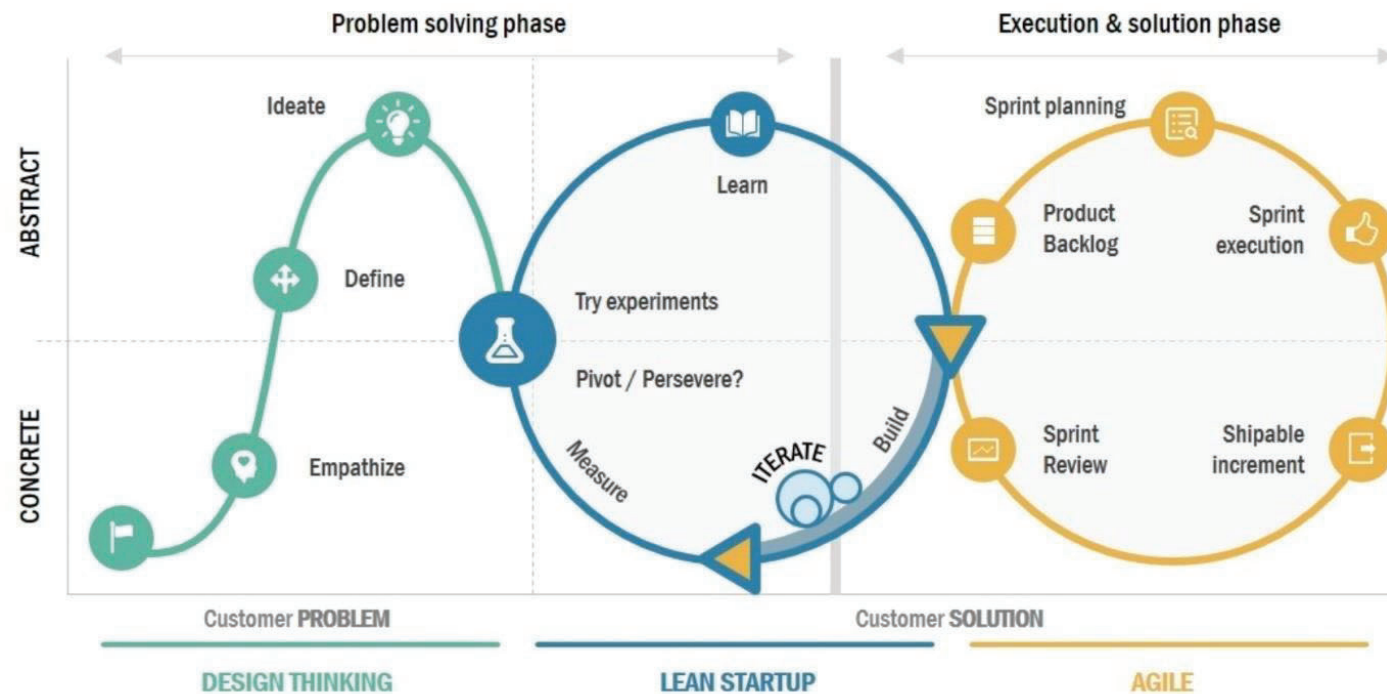 Problem solving phase
Execution & solution phase
Ideate
Sprint planning
ABSTRACT
Learn
Product
Backlog
Sprint
execution
Define
Try experiments
Pivot / Persevere?
CONCRETE
Empathize
Measure
ITERATE
Build
Sprint
Review
Shipable
increment
Customer PROBLEM
Customer SOLUTION
DESIGN THINKING
LEAN STARTUP
AGILE